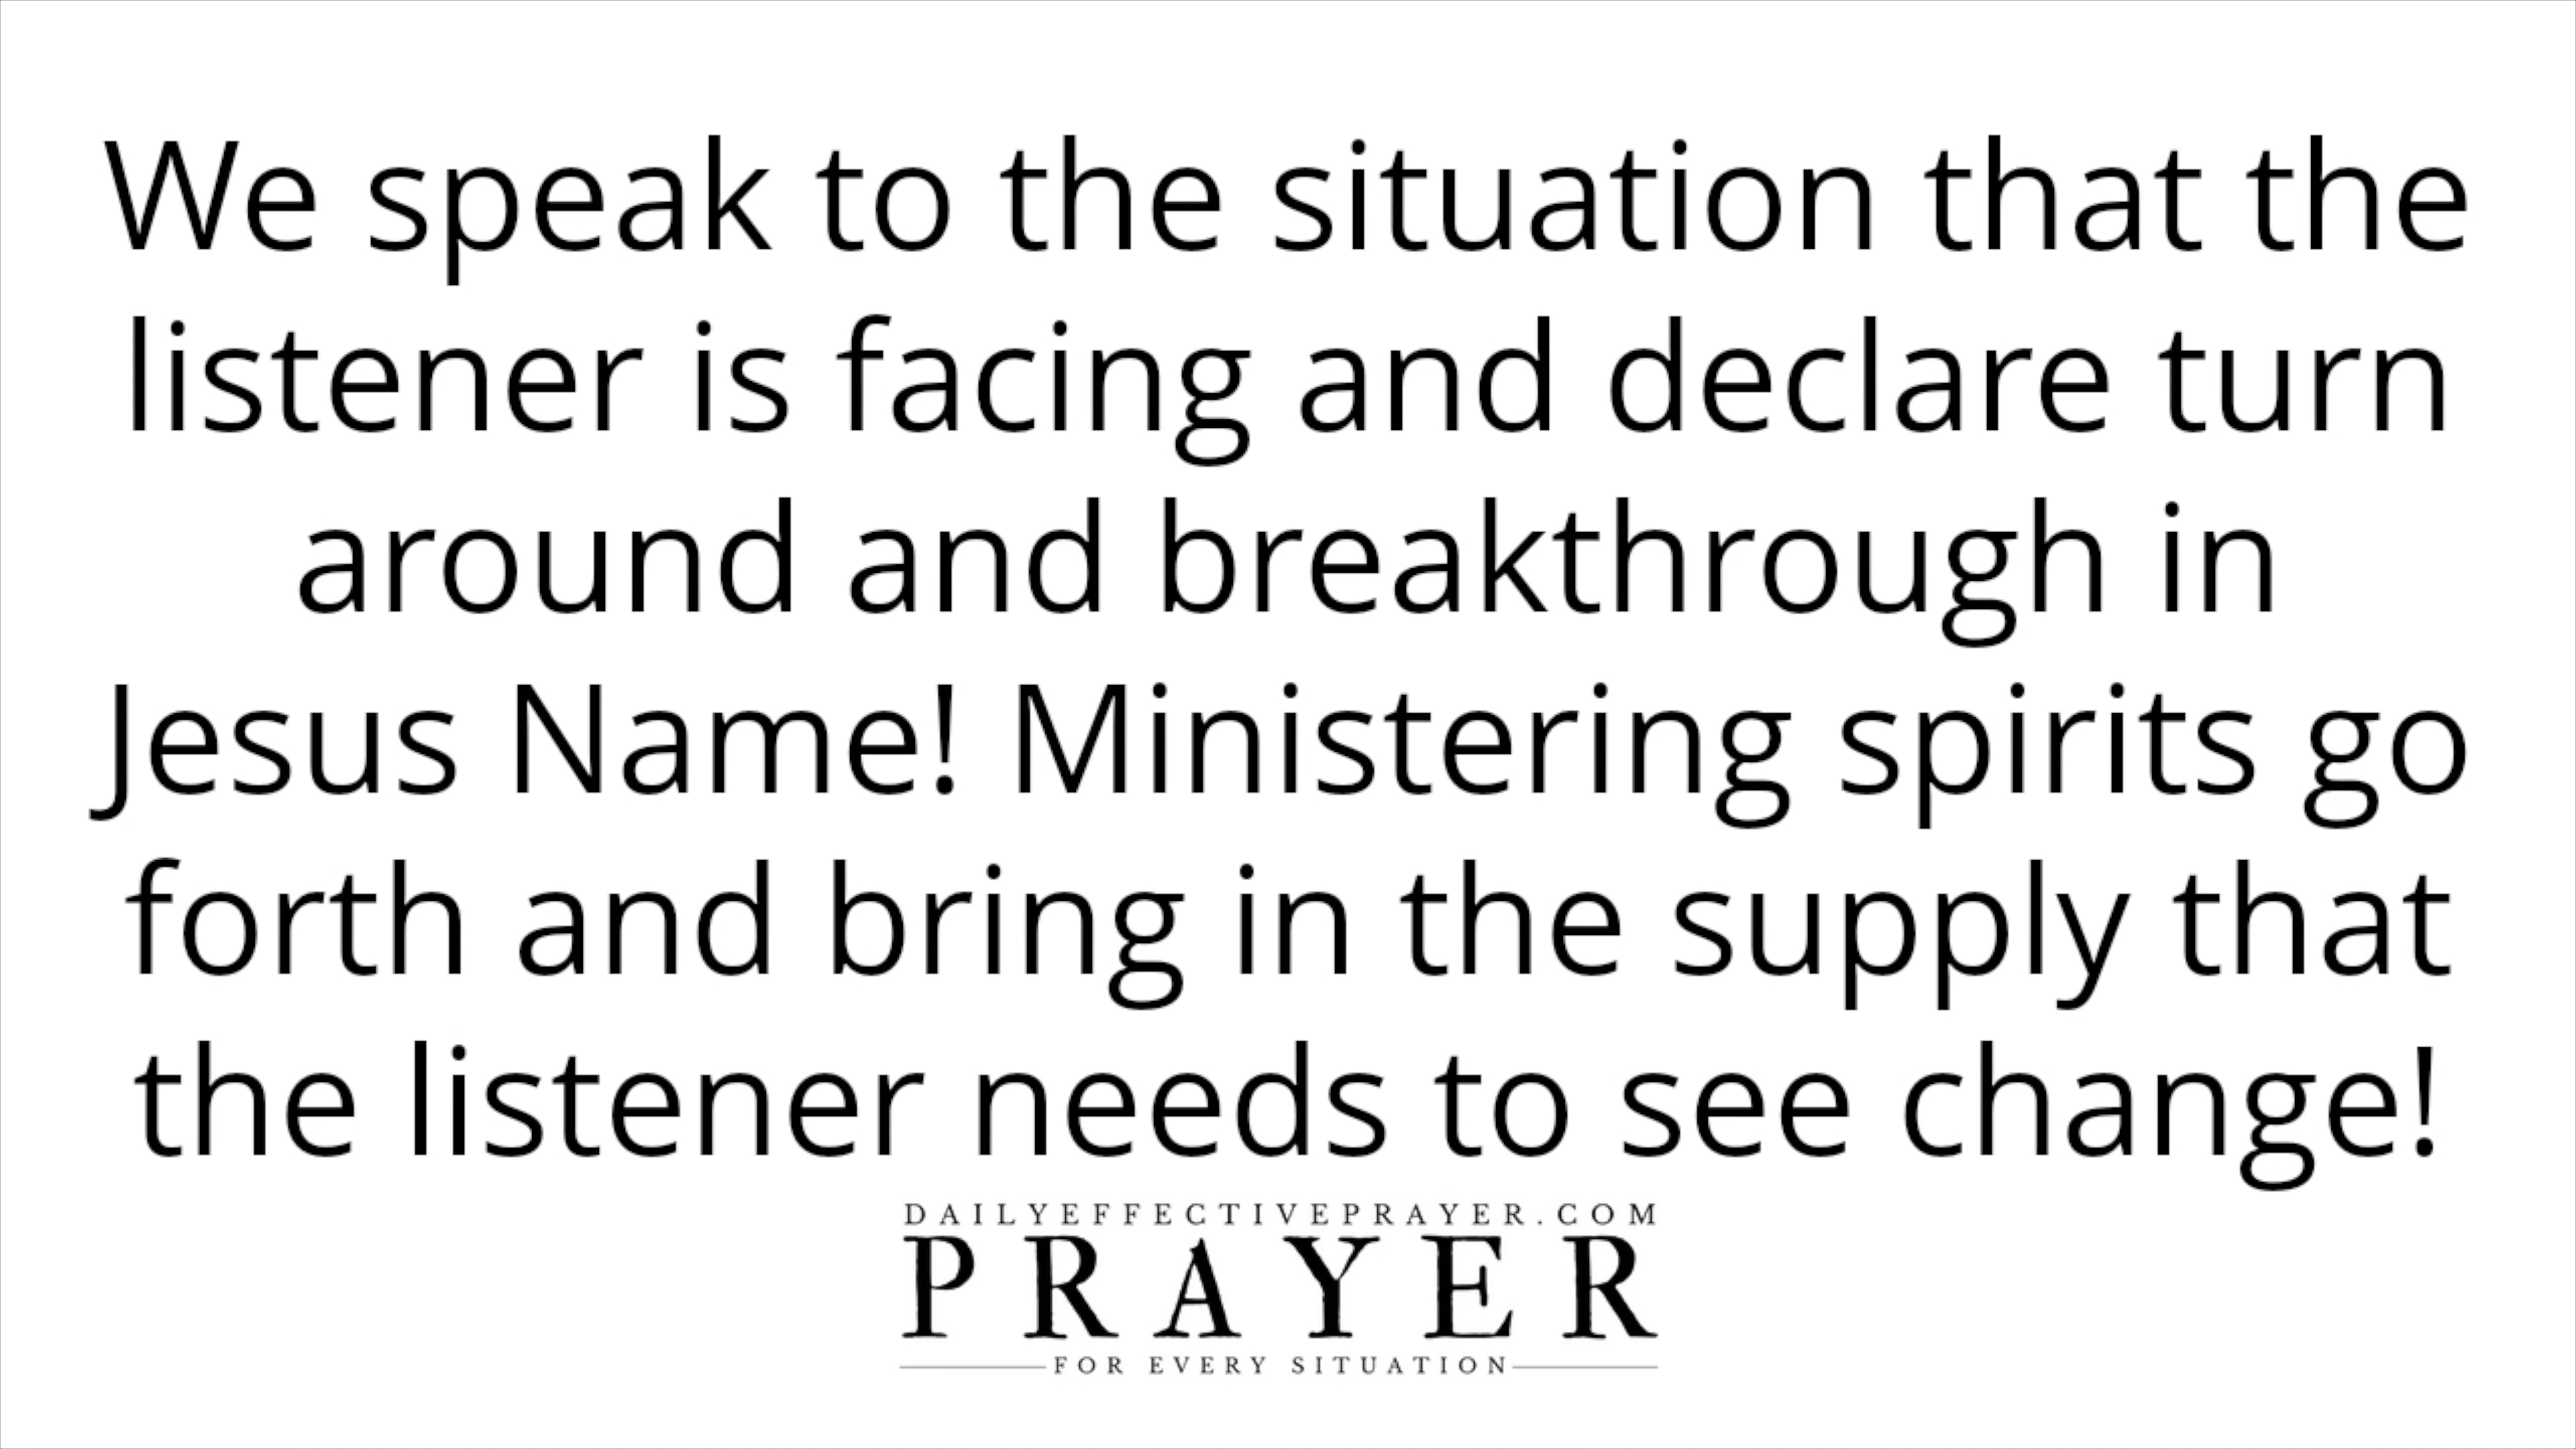 We speak to the situation that the
listener is facing and declare turn
around and breakthrough in
Jesus Name! Ministering spirits go
forth and bring in the supply that
the listener needs to see change!
DAILYEFFECTIVEPRAYER.COM
PRAYER
FOR EVERY SITUATION